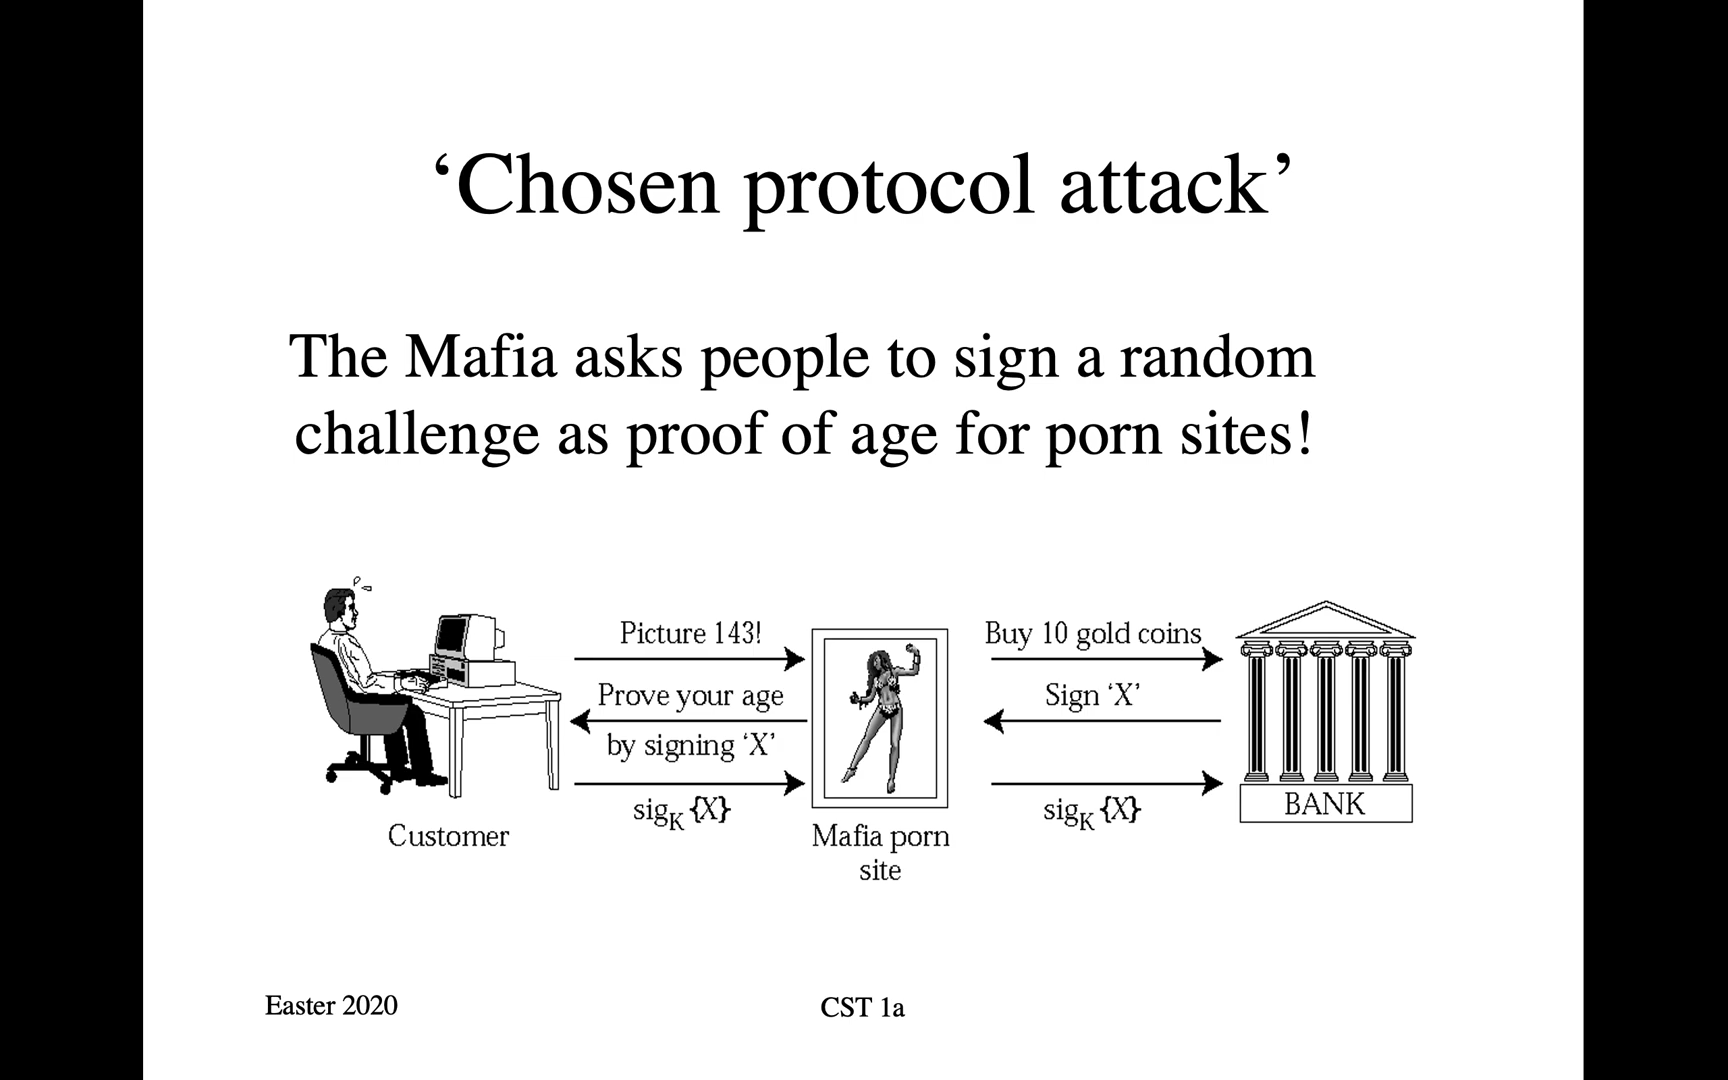 ‘Chosen protocol attack’
The Mafia asks people to sign a random
challenge as proof of age for porn sites!
Picture 143!
Prove your age
by signing ‘X’
sigK {X}
Buy 10 gold coins
Sign ‘X’
sigK {X}
BANK
Customer
Mafia porn
site
Easter 2020
CST 1a